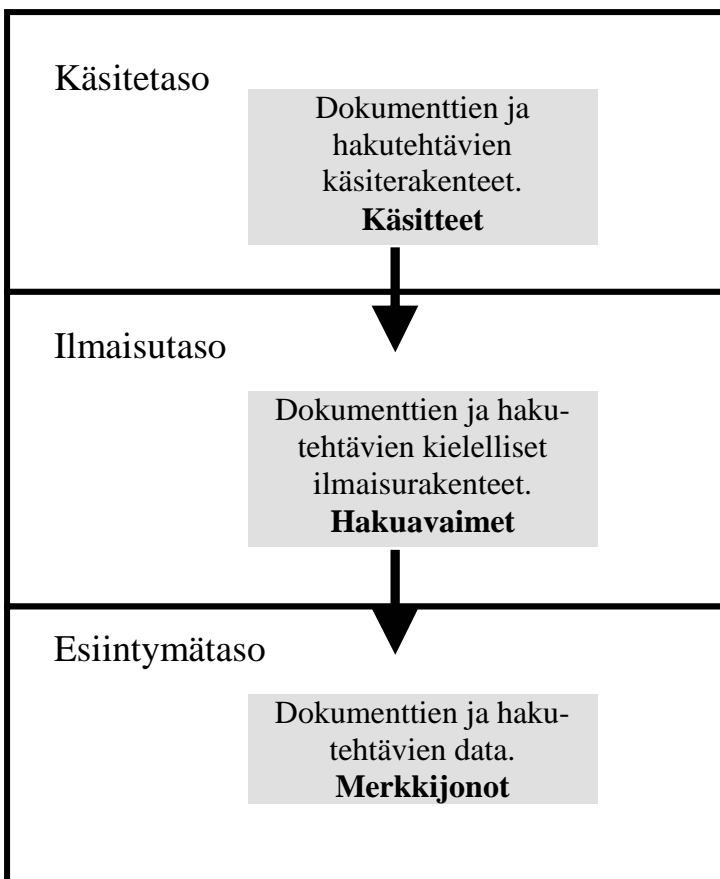 Käsitetaso
Dokumenttien ja
hakutehtävien
käsiterakenteet.
Käsitteet
Ilmaisutaso
Dokumenttien ja haku-
tehtävien kielelliset
ilmaisurakenteet.
Hakuavaimet
Esiintymätaso
Dokumenttien ja haku-
tehtävien data.
Merkkijonot